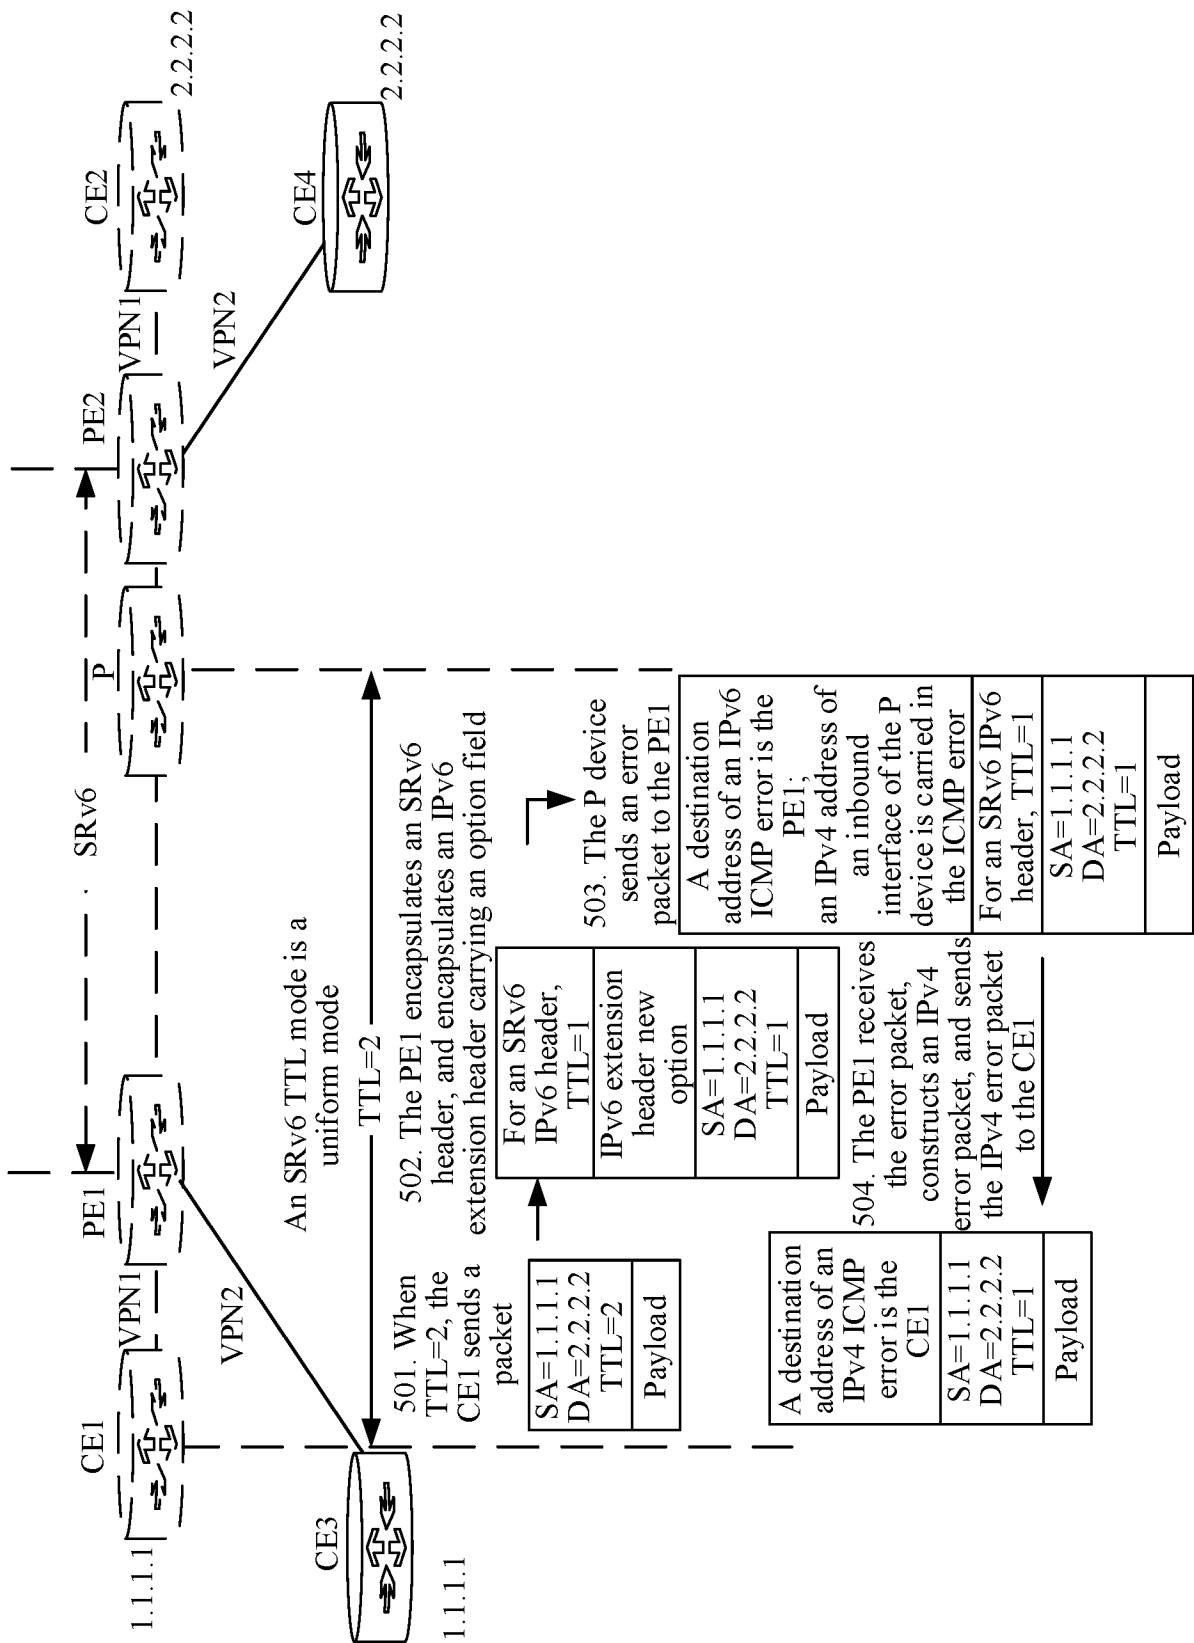 SRv6
CE1
PE1
P
PE2
CE2
1.1.1.1
VPN1
VPN1
2.2.2.2
VPN2
VPN2
CE3
1.1.1.1
CE4
2.2.2.2
An SRv6 TTL mode is a
uniform mode
TTL=2
501. When
TTL=2, the
CE1 sends a
packet
SA=1.1.1.1
DA=2.2.2.2
TTL=2
Payload
502. The PE1 encapsulates an SRv6
header, and encapsulates an IPv6
extension header carrying an option field
For an SRv6
IPv6 header,
TTL=1
IPv6 extension
header new
option
SA=1.1.1.1
DA=2.2.2.2
TTL=1
Payload
503. The P device
sends an error
packet to the PE1
A destination
address of an IPv6
ICMP error is the
PE1;
an IPv4 address of
an inbound
interface of the P
device is carried in
the ICMP error
For an SRv6 IPv6
header, TTL=1
SA=1.1.1.1
DA=2.2.2.2
TTL=1
Payload
504. The PE1 receives
the error packet,
constructs an IPv4
error packet, and sends
the IPv4 error packet
to the CE1
A destination
address of an
IPv4 ICMP
error is the
CE1
SA=1.1.1.1
DA=2.2.2.2
TTL=1
Payload